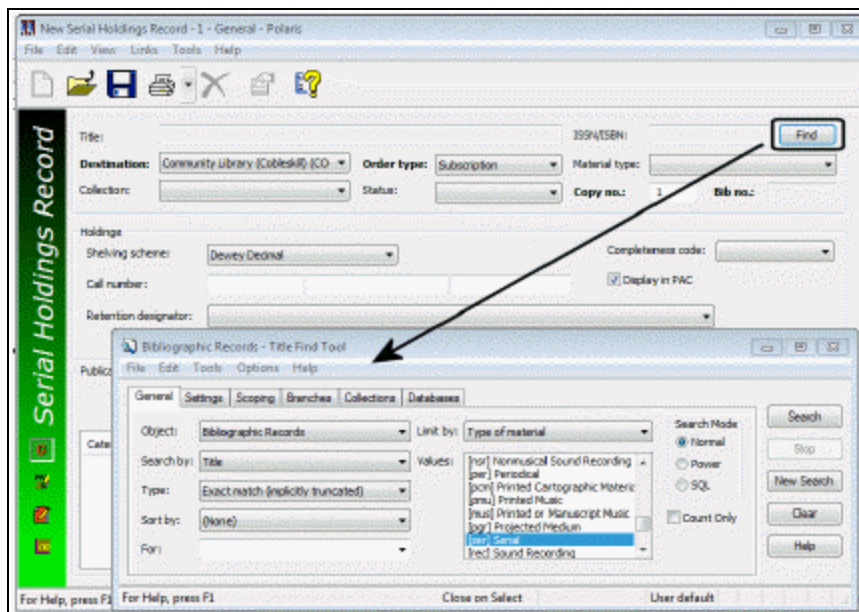 New Serial Holdings Record - 1 - General - Polaris
File Edit View Links Tools Help
Serial Holdings Record
Title:
ISSN/ISBN:
Find
Destination: Community Library (Cobleskill) (CO
Order type: Subscription
Material type:
Collection:
Status:
Copy no.: 1
Bib no.:
Holdings
Shelving scheme: Dewey Decimal
Completeness code:
Call number:
Display in PAC
Retention designator:
Publica
Cate
For Help, press F1
Bibliographic Records - Title Find Tool
File Edit Tools Options Help
General Settings Scoping Branches Collections Databases
Object: Bibliographic Records
Limit by: Type of material
Search by: Title
Values:
[nsr] Nonmusical Sound Recording
[per] Periodical
[pcm] Printed Cartographic Materia
[pmu] Printed Music
[mus] Printed or Manuscript Music
[pgr] Projected Medium
[ser] Serial
[rec] Sound Recording
Type: Exact match (implicitly truncated)
Sort by: (None)
For:
Search Mode
Normal
Power
SQL
Count Only
Search
Stop
New Search
Clear
Help
For Help, press F1
Close on Select
User default